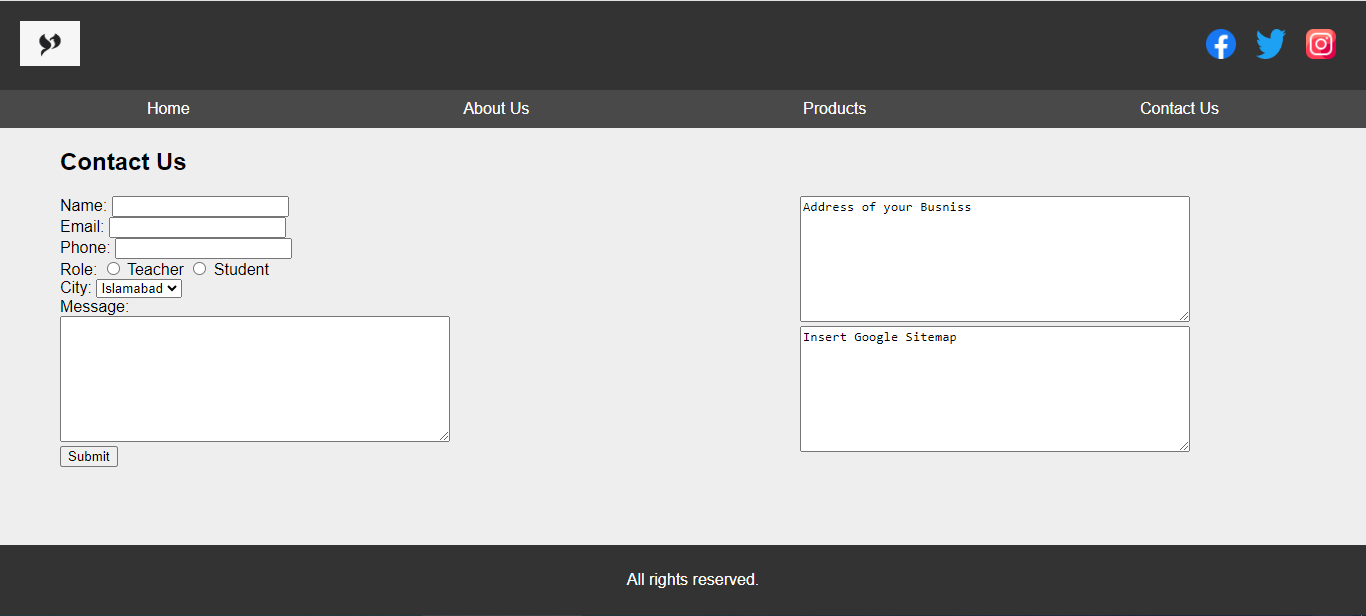 Home About Us Products Contact Us
Contact Us
Name:
Email:
Phone:
Role: Teacher Student
City: Islamabad
Message:
Submit
Address of your Busniss
Insert Google Sitemap
All rights reserved.